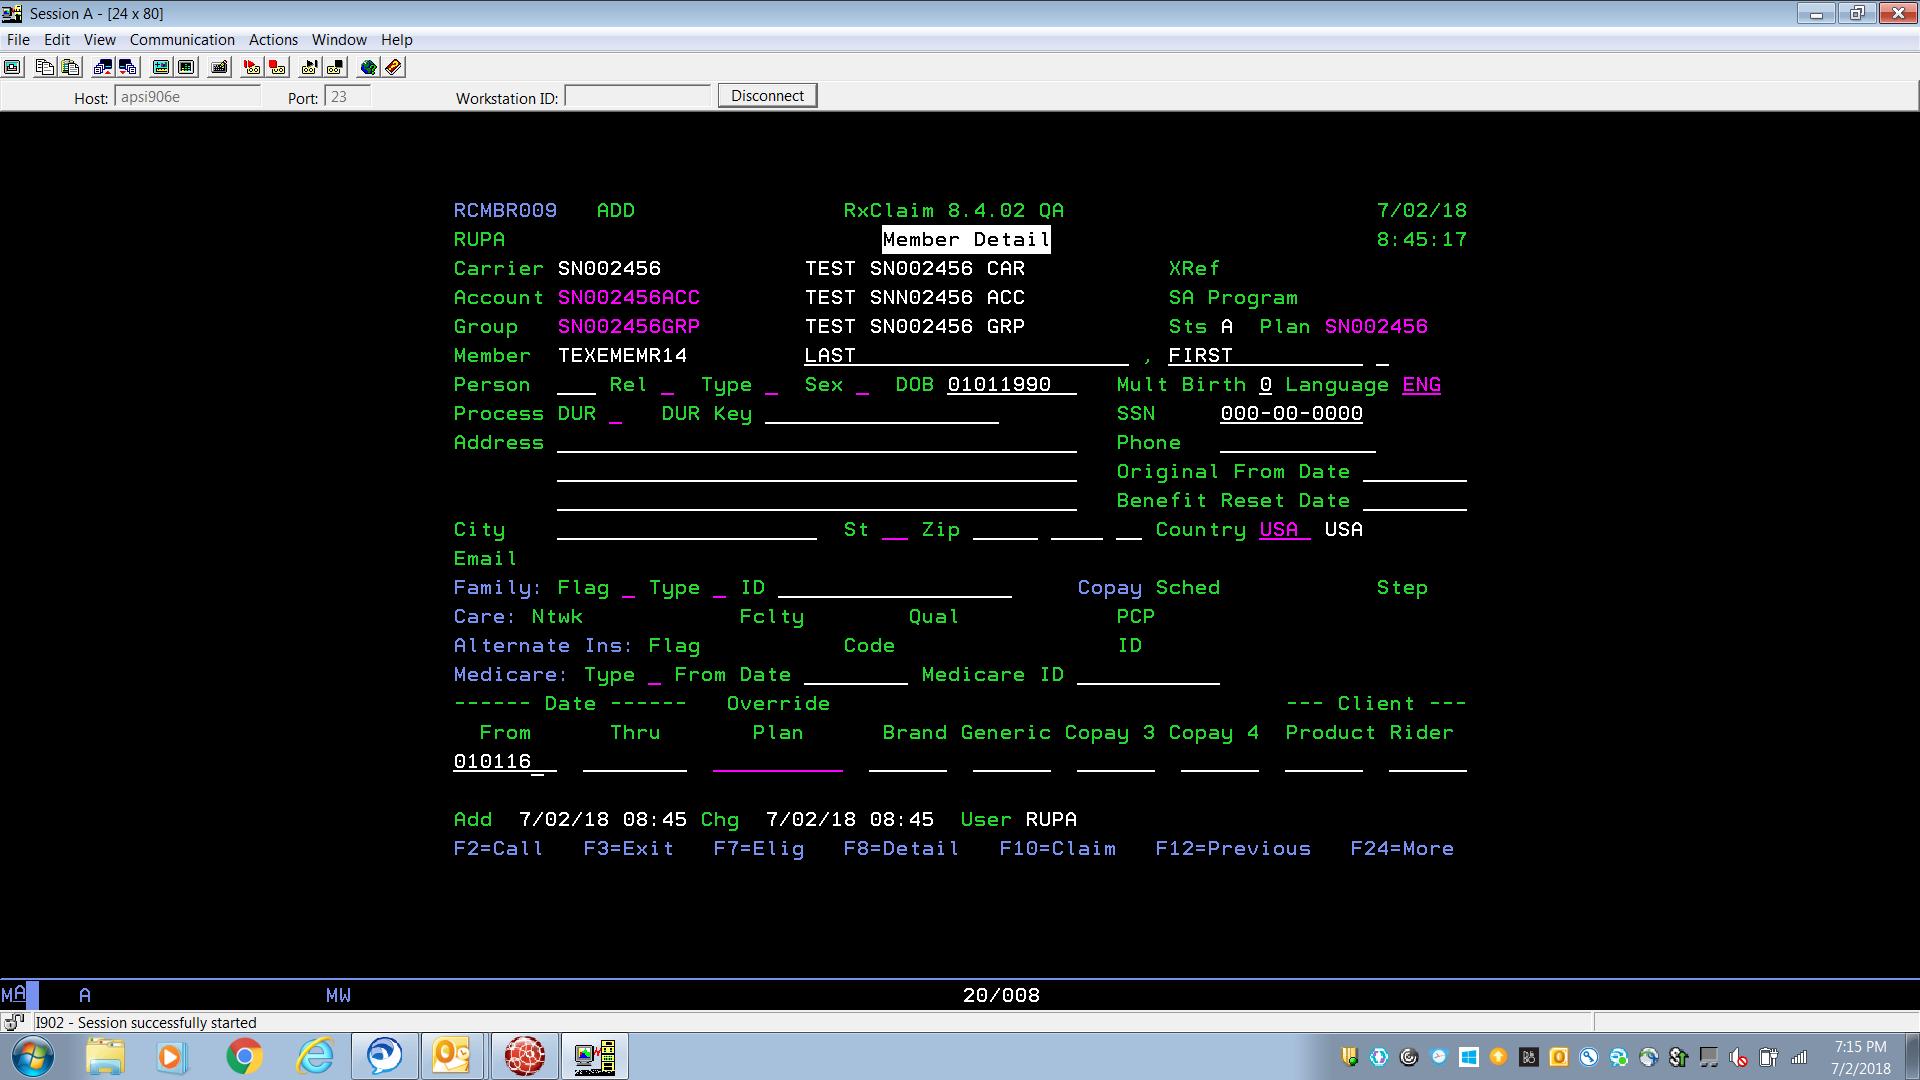 Session A - [24 x 80]
File Edit View Communication Actions Window Help
Host: apsi906e Port: 23 Workstation ID: Disconnect
RCMBR009 ADD RxClaim 8.4.02 QA 7/02/18
RUPA Member Detail 8:45:17
Carrier SN002456 TEST SN002456 CAR XRef
Account SN002456ACC TEST SNN02456 ACC SA Program
Group SN002456GRP TEST SN002456 GRP Sts A Plan SN002456
Member TEXEMEMR14 LAST , FIRST
Person Rel Type Sex DOB 01011990 Mult Birth 0 Language ENG
Process DUR DUR Key SSN 000-00-0000
Address Phone
Original From Date
Benefit Reset Date
City St Zip Country USA USA
Email
Family: Flag Type ID Copay Sched Step
Care: Ntwk Fclty Qual PCP
Alternate Ins: Flag Code ID
Medicare: Type From Date Medicare ID
------ Date ------ Override --- Client ---
From Thru Plan Brand Generic Copay 3 Copay 4 Product Rider
010116
Add 7/02/18 08:45 Chg 7/02/18 08:45 User RUPA
F2=Call F3=Exit F7=Elig F8=Detail F10=Claim F12=Previous F24=More
MA A MW 20/008
I902 - Session successfully started
7:15 PM
7/2/2018